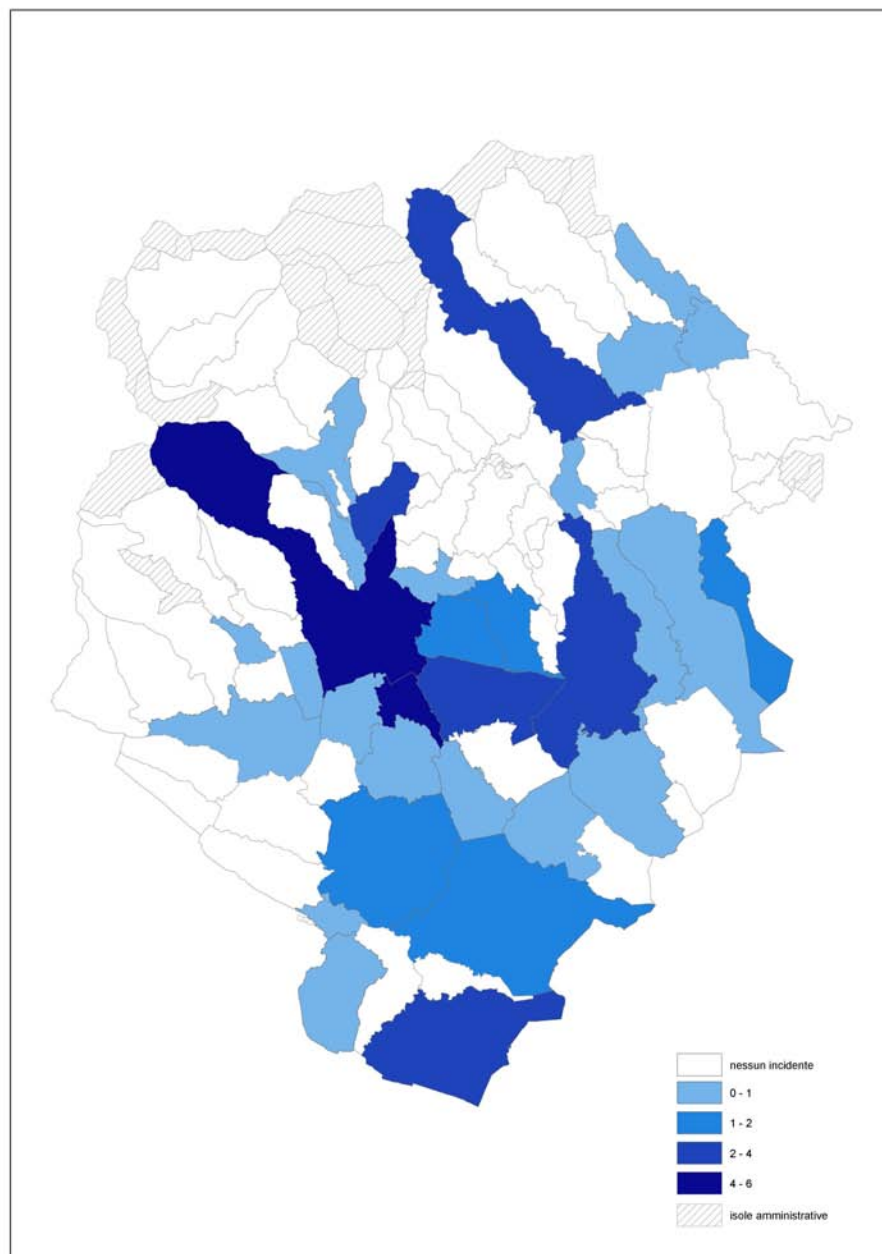 nessun incidente
0 - 1
1 - 2
2 - 4
4 - 6
isole amministrative